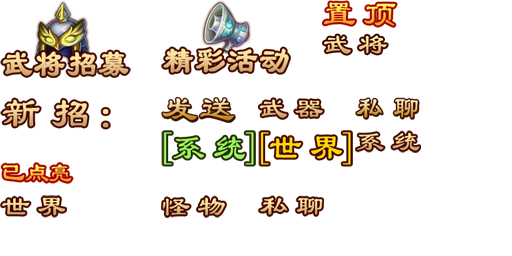 置顶
武将招募 精彩活动 武将
新招： 发送 武器 私聊
[系统] [世界] 系统
已点亮
世界 怪物 私聊